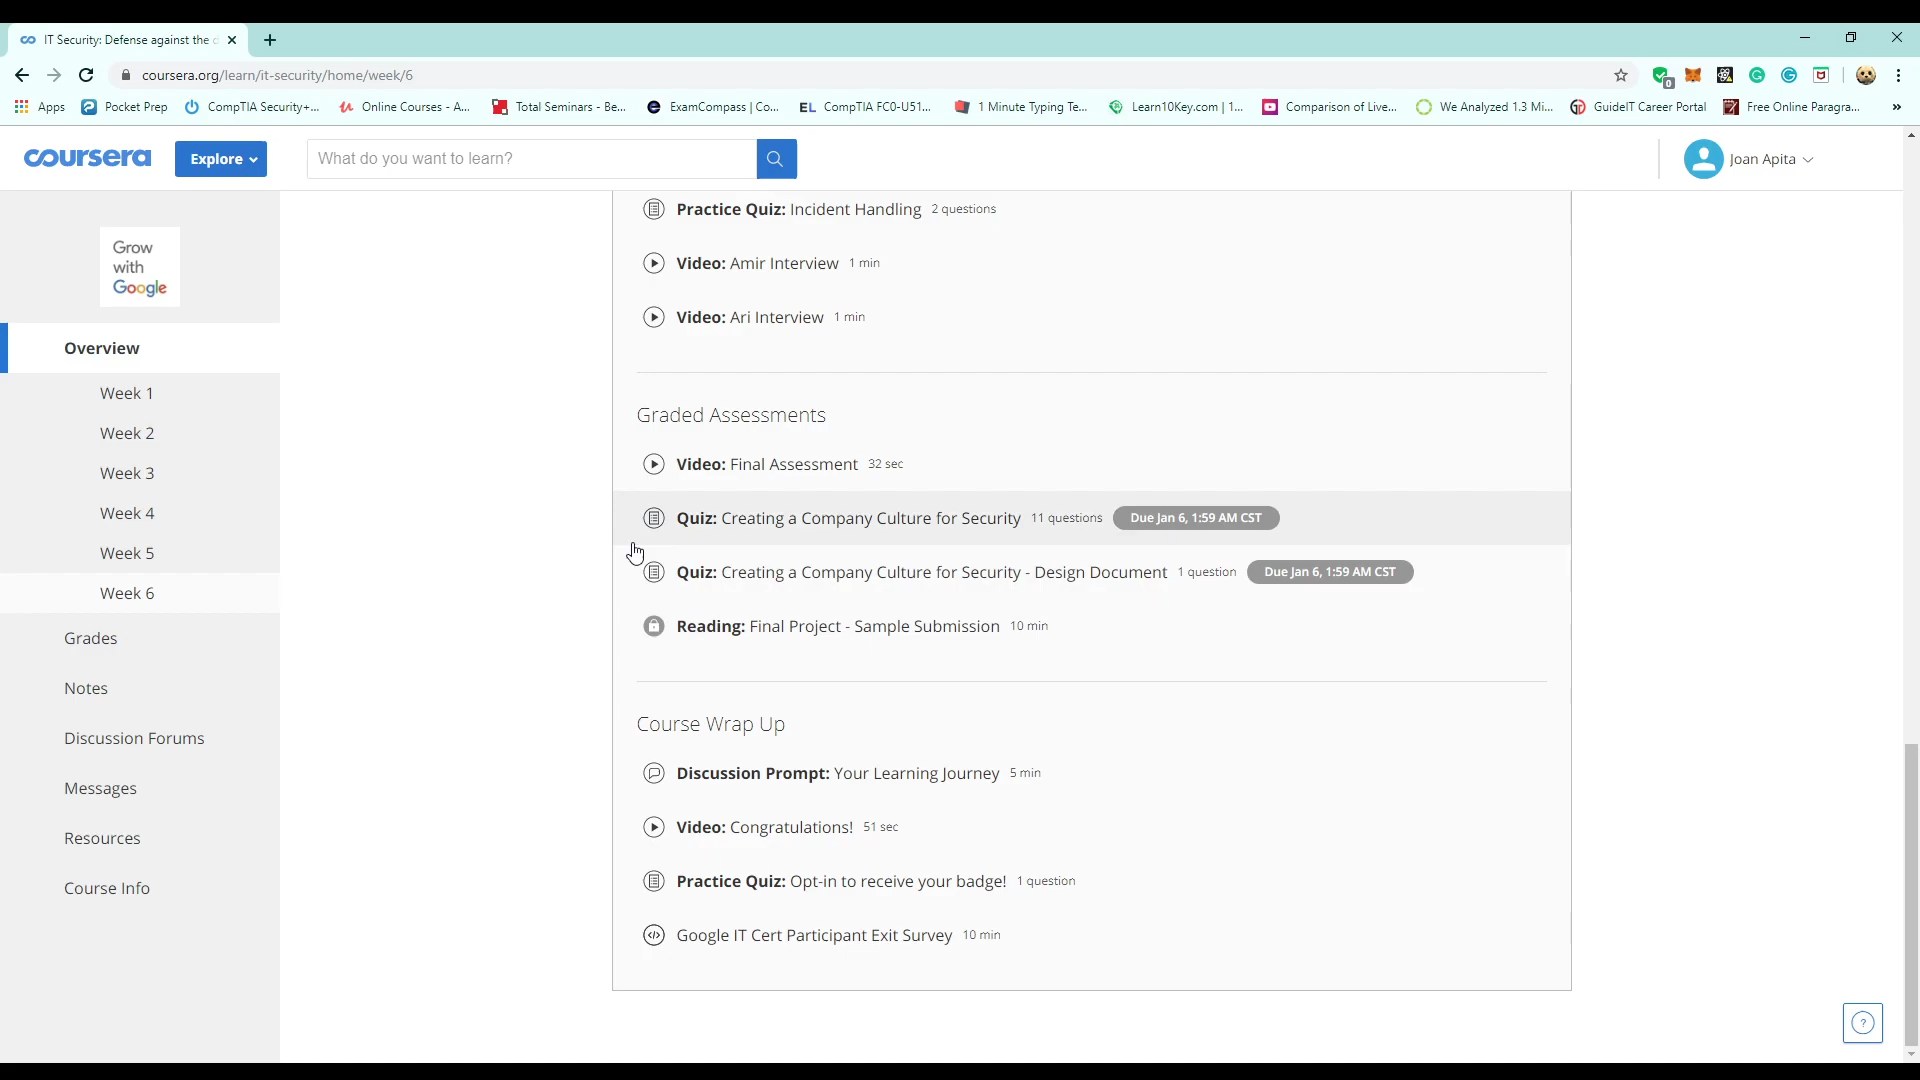 IT Security: Defense against the d
coursera.org/learn/it-security/home/week/6
0
Apps Pocket Prep CompTIA Security+... Online Courses - A... Total Seminars - Be... ExamCompass | Co... EL CompTIA FC0-U51... 1 Minute Typing Te... Learn10Key.com | 1... Comparison of Live... We Analyzed 1.3 Mi... GuideIT Career Portal Free Online Paragra... »
coursera Explore What do you want to learn? Joan Apita
Grow
with
Google
Overview
Week 1
Week 2
Week 3
Week 4
Week 5
Week 6
Grades
Notes
Discussion Forums
Messages
Resources
Course Info
Practice Quiz: Incident Handling 2 questions
Video: Amir Interview 1 min
Video: Ari Interview 1 min
Graded Assessments
Video: Final Assessment 32 sec
Quiz: Creating a Company Culture for Security 11 questions Due Jan 6, 1:59 AM CST
Quiz: Creating a Company Culture for Security - Design Document 1 question Due Jan 6, 1:59 AM CST
Reading: Final Project - Sample Submission 10 min
Course Wrap Up
Discussion Prompt: Your Learning Journey 5 min
Video: Congratulations! 51 sec
Practice Quiz: Opt-in to receive your badge! 1 question
Google IT Cert Participant Exit Survey 10 min
?